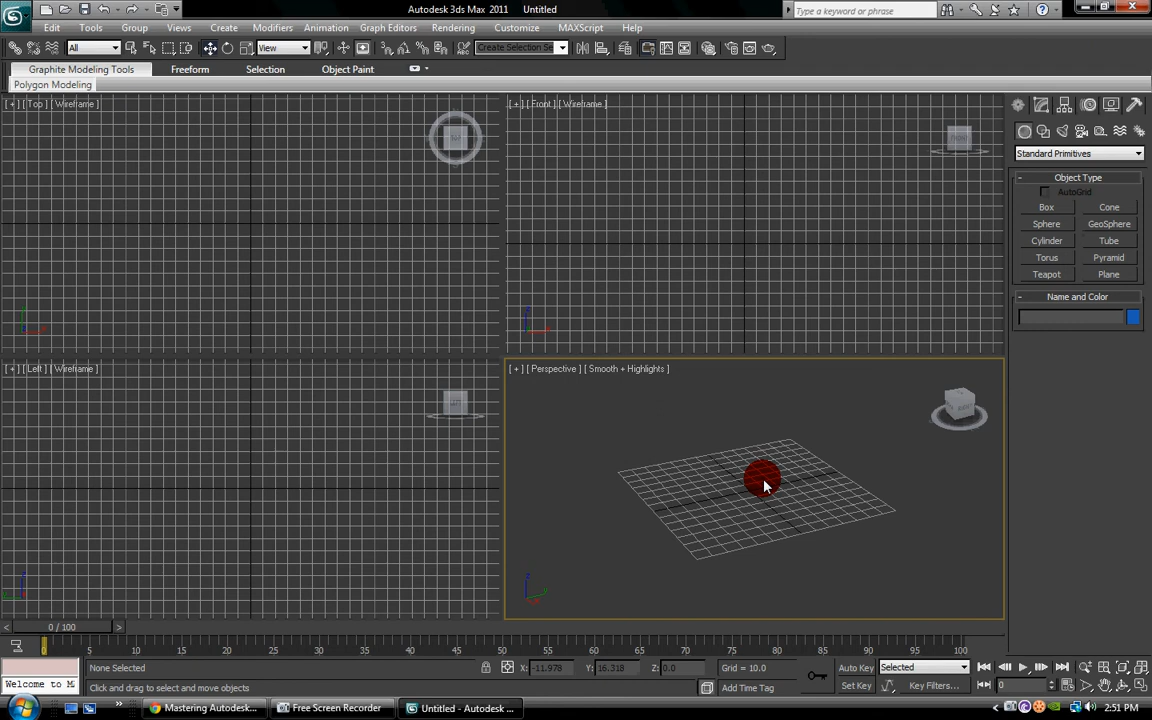 Autodesk 3ds Max 2011 Untitled
Type a keyword or phrase
Edit Tools Group Views Create Modifiers Animation Graph Editors Rendering Customize MAXScript Help
All View Create Selection Se
Graphite Modeling Tools Freeform Selection Object Paint
Polygon Modeling
[ + ] [ Top ] [ Wireframe ]
[ + ] [ Front ] [ Wireframe ]
TOP
FRONT
Standard Primitives
- Object Type
AutoGrid
Box Cone
Sphere GeoSphere
Cylinder Tube
Torus Pyramid
Teapot Plane
- Name and Color
[ + ] [ Left ] [ Wireframe ]
[ + ] [ Perspective ] [ Smooth + Highlights ]
LEFT
0 / 100
0 5 10 15 20 25 30 35 40 45 50 55 60 65 70 75 80 85 90 95 100
None Selected X: -11.978 Y: 16.318 Z: 0.0 Grid = 10.0 Auto Key Selected
Welcome to M Click and drag to select and move objects Add Time Tag Set Key Key Filters... 0
Mastering Autodesk... Free Screen Recorder Untitled - Autodesk ... 2:51 PM